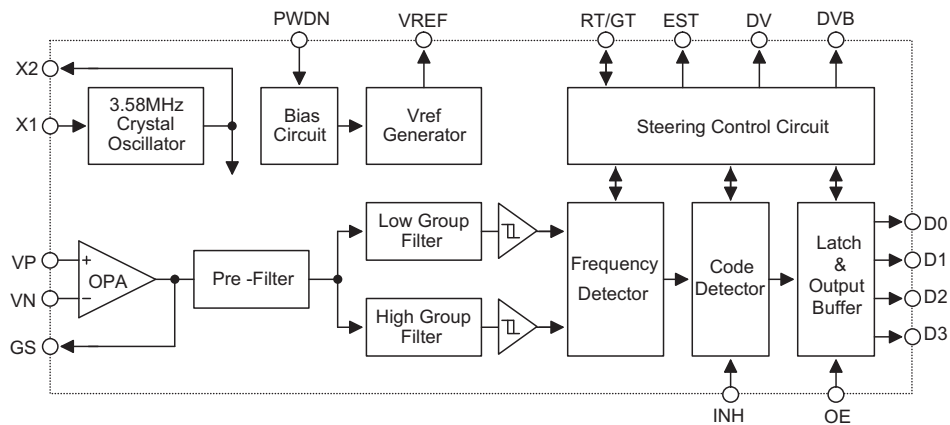 PWDN
VREF
RT/GT
EST
DV
DVB
X2
X1
3.58MHz
Crystal
Oscillator
Bias
Circuit
Vref
Generator
Steering Control Circuit
VP
VN
GS
+
−
OPA
Pre -Filter
Low Group
Filter
High Group
Filter
Frequency
Detector
Code
Detector
Latch
&
Output
Buffer
D0
D1
D2
D3
INH
OE